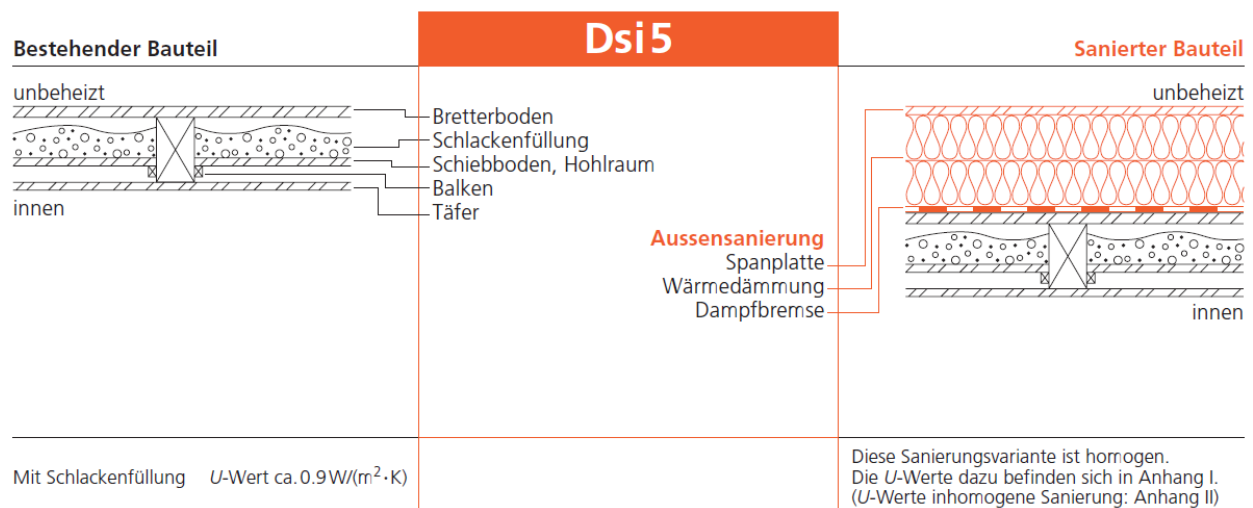 Dsi5
Bestehender Bauteil
Sanierter Bauteil
unbeheizt
Bretterboden
Schlackenfüllung
Schiebboden, Hohlraum
Balken
Täfer
innen
unbeheizt
Aussensanierung
Spanplatte
Wärmedämmung
Dampfbremse
innen
Mit Schlackenfüllung U-Wert ca. 0.9 W/(m²·K)
Diese Sanierungsvariante ist homogen.
Die U-Werte dazu befinden sich in Anhang I.
(U-Werte inhomogene Sanierung: Anhang II)